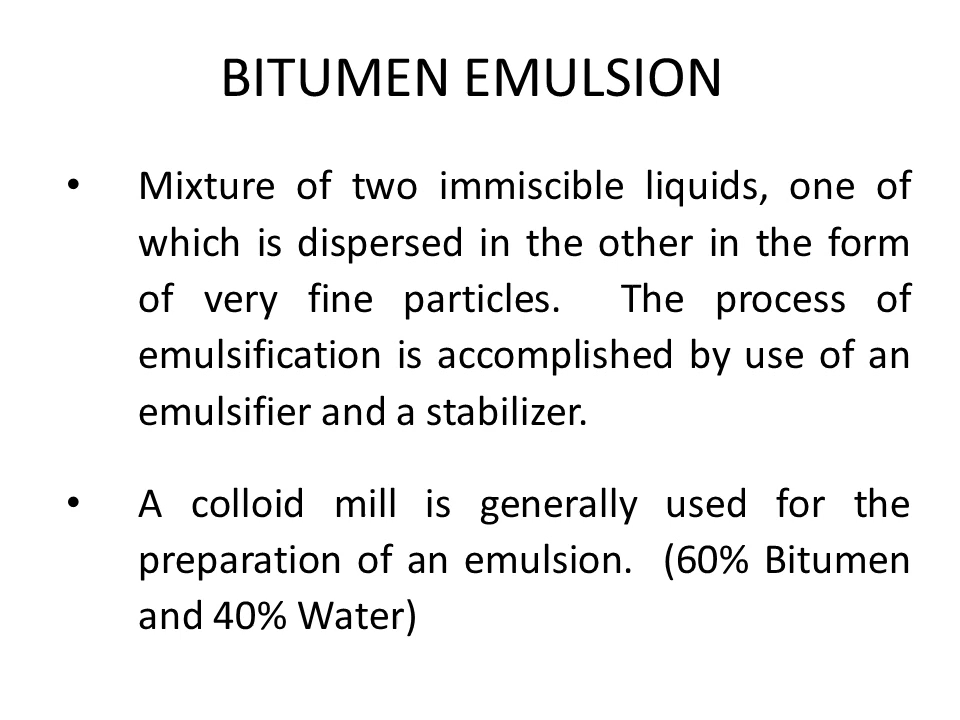 BITUMEN EMULSION
• Mixture of two immiscible liquids, one of
which is dispersed in the other in the form
of very fine particles. The process of
emulsification is accomplished by use of an
emulsifier and a stabilizer.
• A colloid mill is generally used for the
preparation of an emulsion. (60% Bitumen
and 40% Water)